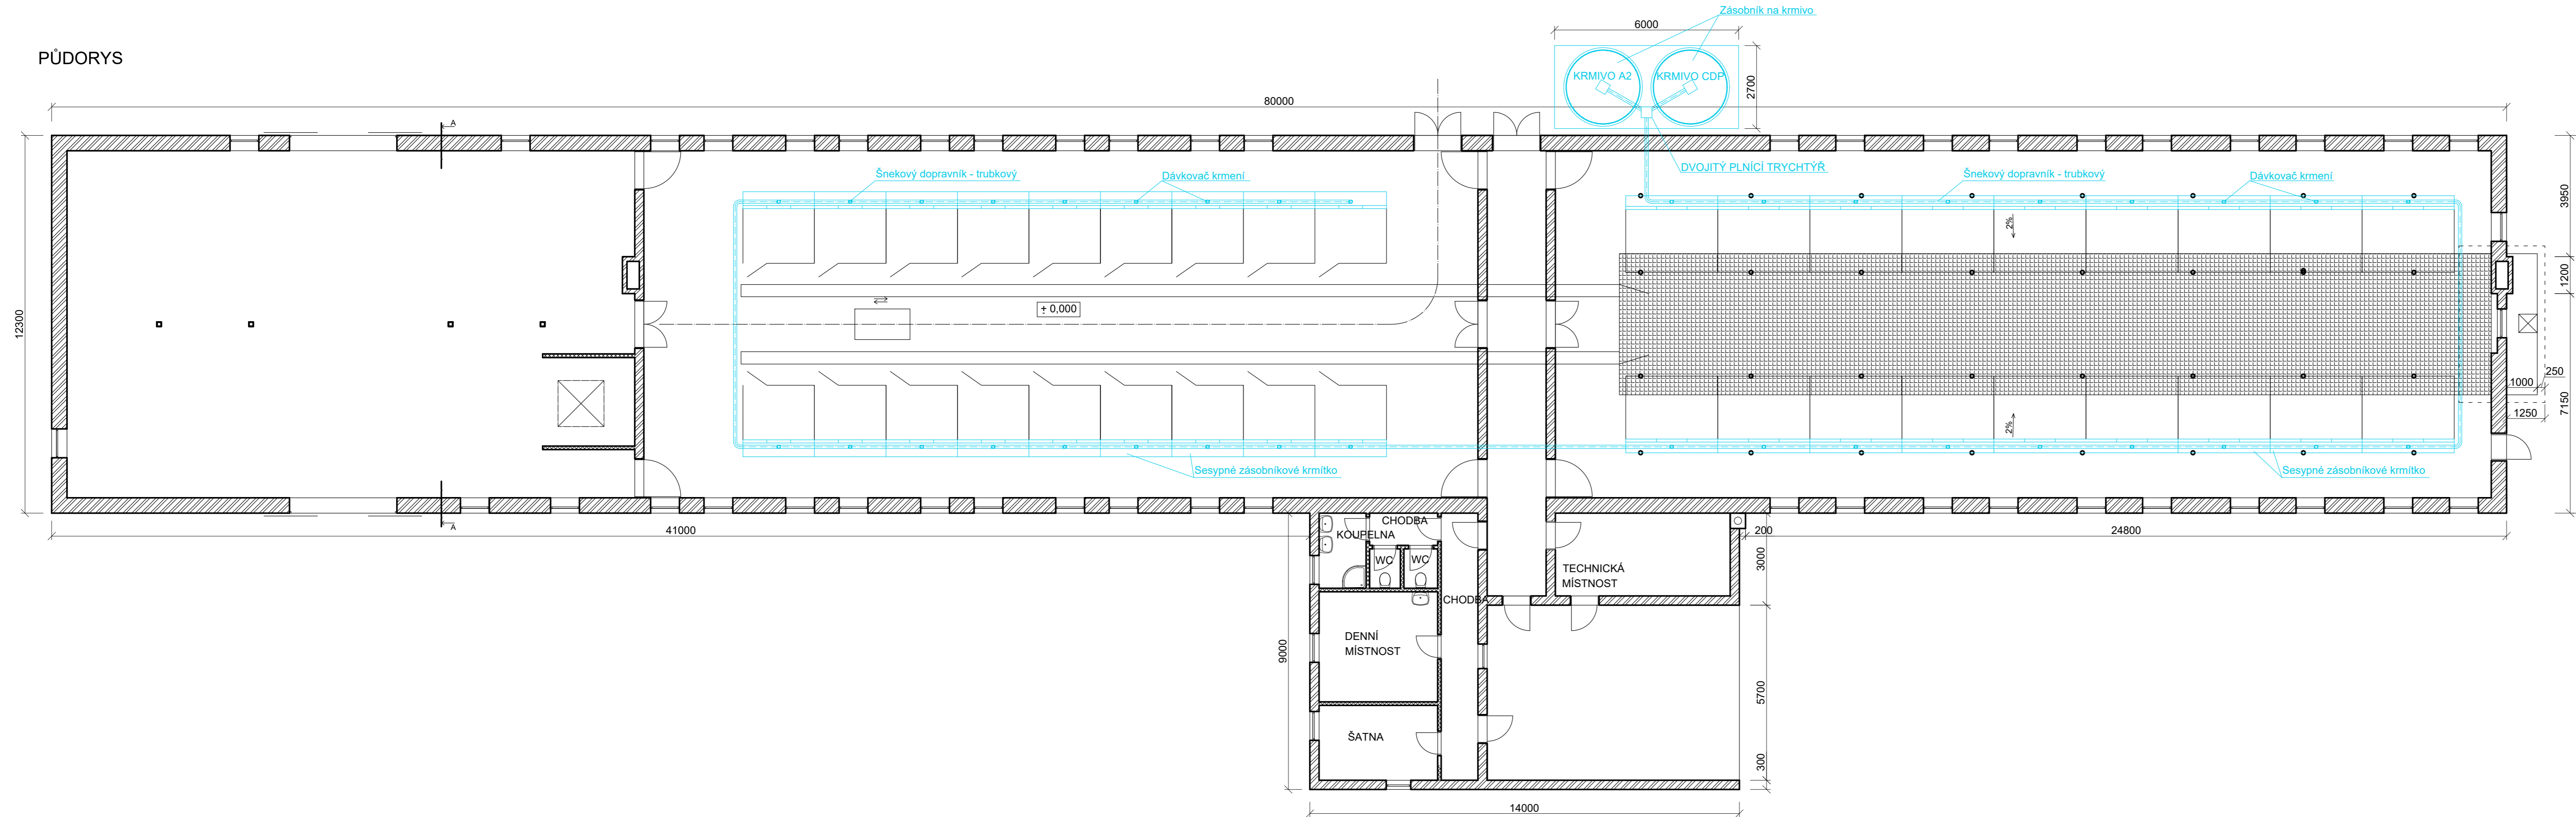 Zásobník na krmivo
6000
PŮDORYS
KRMIVO A2
KRMIVO CDP
2700
80000
A
DVOJITÝ PLNÍCÍ TRYCHTÝŘ
Šnekový dopravník - trubkový
Dávkovač krmení
Šnekový dopravník - trubkový
Dávkovač krmení
3950
2%
1200
12300
± 0,000
250
1000
7150
1250
2%
Sesypné zásobníkové krmítko
Sesypné zásobníkové krmítko
A
41000
CHODBA
KOUPELNA
200
24800
WC
WC
3000
TECHNICKÁ
MÍSTNOST
CHODBA
DENNÍ
MÍSTNOST
9000
5700
ŠATNA
300
14000